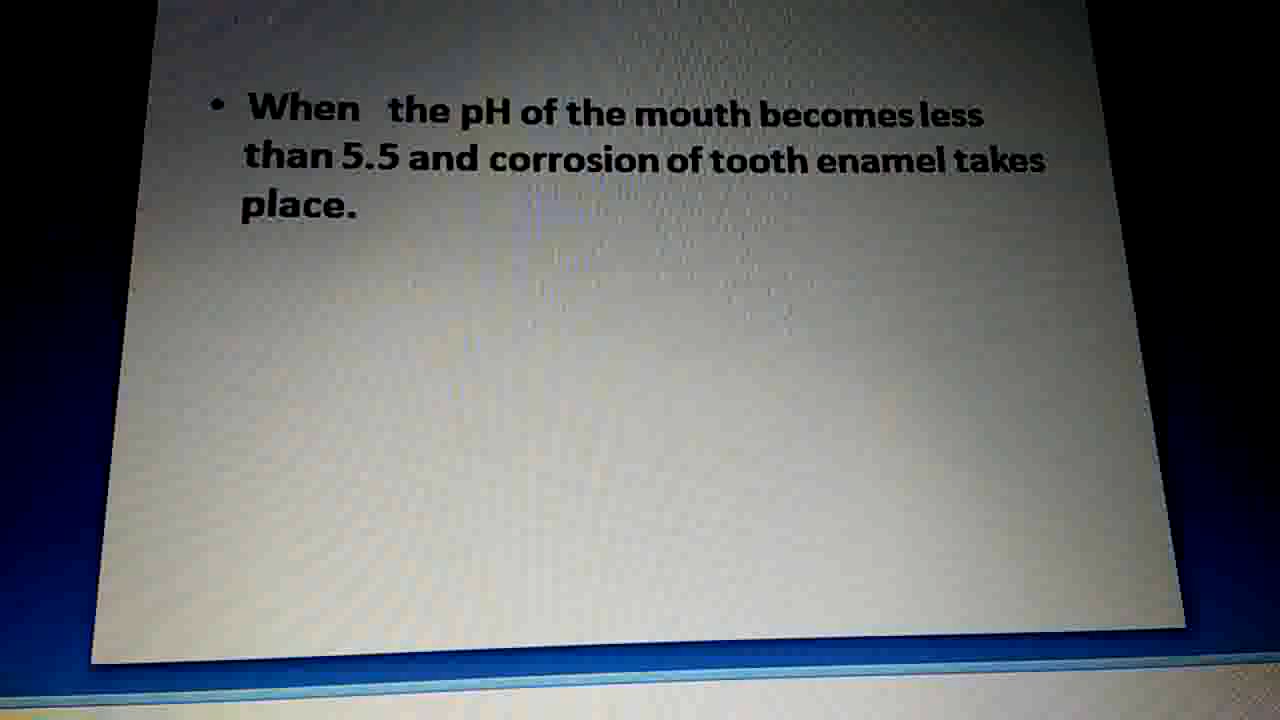 • When the pH of the mouth becomes less
than 5.5 and corrosion of tooth enamel takes
place.